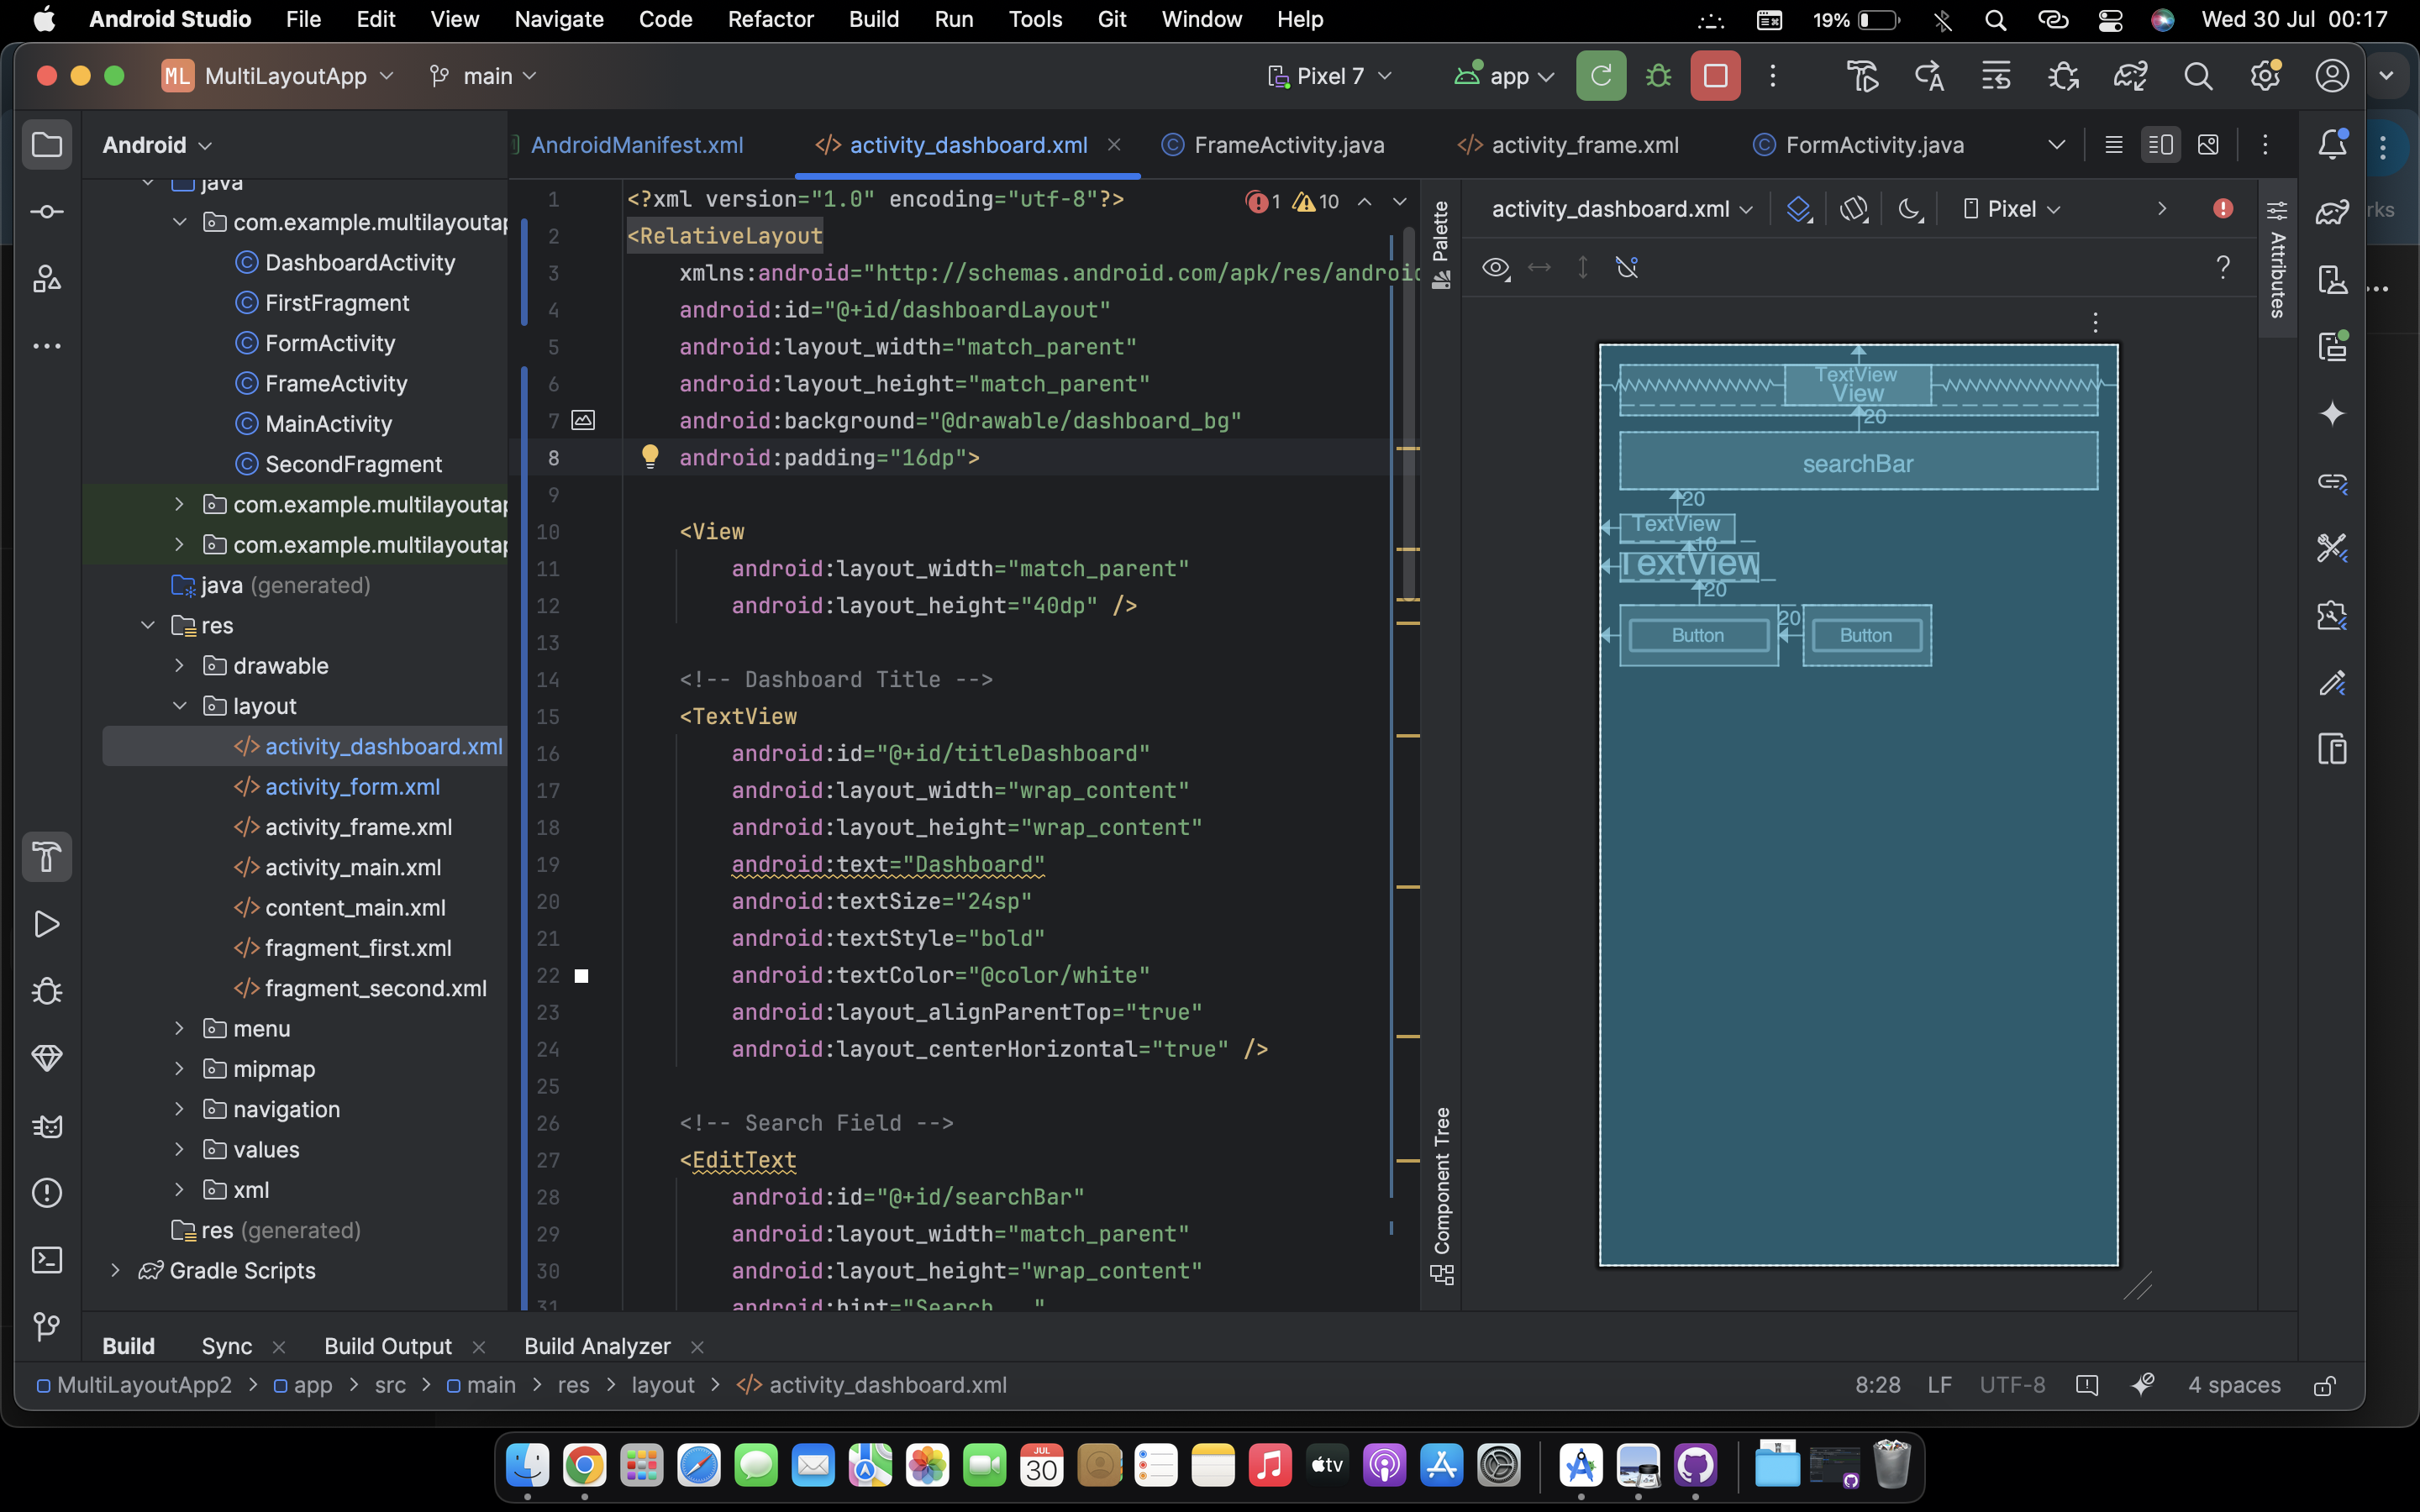 Android Studio File Edit View Navigate Code Refactor Build Run Tools Git Window Help 19% Wed 30 Jul 00:17
ML MultiLayoutApp main Pixel 7 app
Android
AndroidManifest.xml activity_dashboard.xml FrameActivity.java activity_frame.xml FormActivity.java
java
com.example.multilayoutap
DashboardActivity
FirstFragment
FormActivity
FrameActivity
MainActivity
SecondFragment
com.example.multilayoutap
com.example.multilayoutap
java (generated)
res
drawable
layout
activity_dashboard.xml
activity_form.xml
activity_frame.xml
activity_main.xml
content_main.xml
fragment_first.xml
fragment_second.xml
menu
mipmap
navigation
values
xml
res (generated)
Gradle Scripts
1 10
1 <?xml version="1.0" encoding="utf-8"?>
2 <RelativeLayout
3 xmlns:android="http://schemas.android.com/apk/res/android
4 android:id="@+id/dashboardLayout"
5 android:layout_width="match_parent"
6 android:layout_height="match_parent"
7 android:background="@drawable/dashboard_bg"
8 android:padding="16dp">
9
10 <View
11 android:layout_width="match_parent"
12 android:layout_height="40dp" />
13
14 <!-- Dashboard Title -->
15 <TextView
16 android:id="@+id/titleDashboard"
17 android:layout_width="wrap_content"
18 android:layout_height="wrap_content"
19 android:text="Dashboard"
20 android:textSize="24sp"
21 android:textStyle="bold"
22 android:textColor="@color/white"
23 android:layout_alignParentTop="true"
24 android:layout_centerHorizontal="true" />
25
26 <!-- Search Field -->
27 <EditText
28 android:id="@+id/searchBar"
29 android:layout_width="match_parent"
30 android:layout_height="wrap_content"
31 android:hint="Search..."
Palette
Component Tree
activity_dashboard.xml Pixel
Attributes
rks
?
TextView
View
20
searchBar
20
TextView
10
TextView
20
Button 20 Button
Build Sync Build Output Build Analyzer
MultiLayoutApp2 > app > src > main > res > layout > activity_dashboard.xml 8:28 LF UTF-8 4 spaces
JUL
30
tv